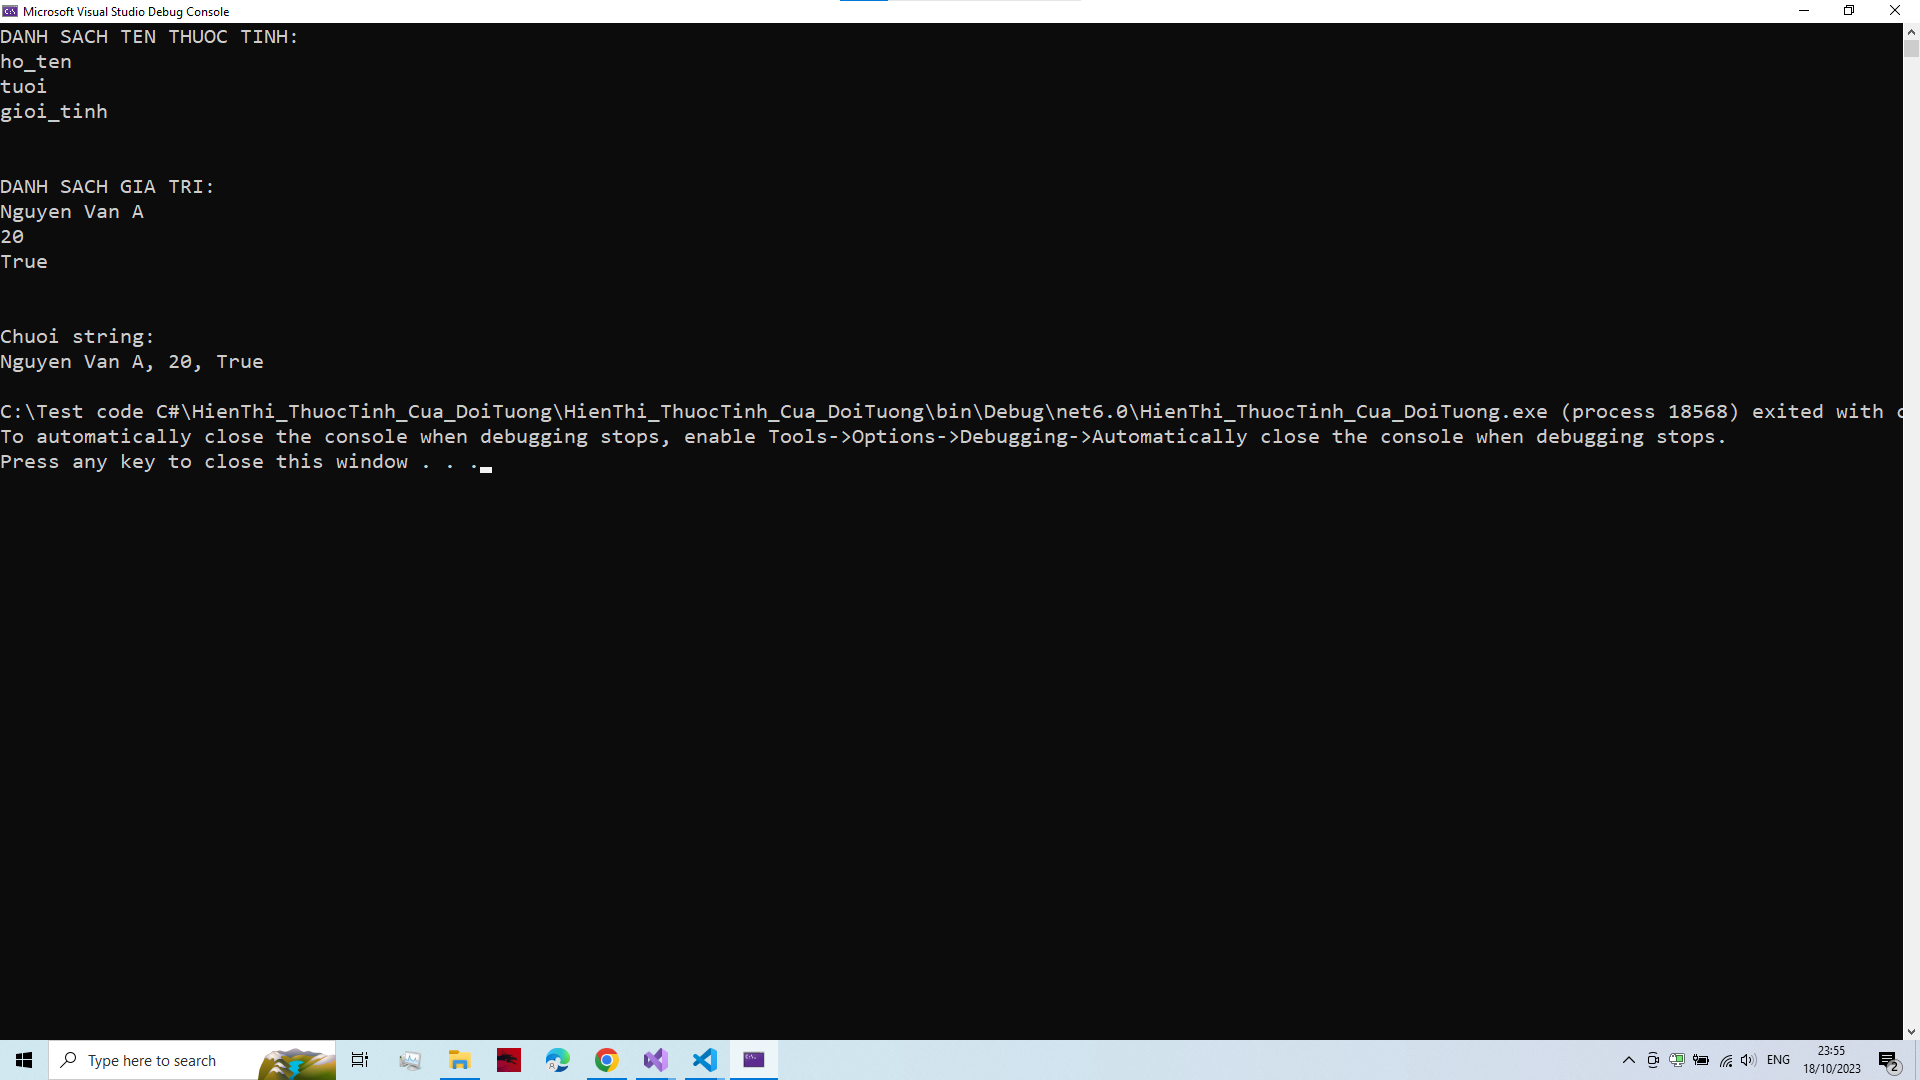 Microsoft Visual Studio Debug Console
DANH SACH TEN THUOC TINH:
ho_ten
tuoi
gioi_tinh
DANH SACH GIA TRI:
Nguyen Van A
20
True
Chuoi string:
Nguyen Van A, 20, True
C:\Test code C#\HienThi_ThuocTinh_Cua_DoiTuong\HienThi_ThuocTinh_Cua_DoiTuong\bin\Debug\net6.0\HienThi_ThuocTinh_Cua_DoiTuong.exe (process 18568) exited with c
To automatically close the console when debugging stops, enable Tools->Options->Debugging->Automatically close the console when debugging stops.
Press any key to close this window . . .
Type here to search
ENG
23:55
18/10/2023
2